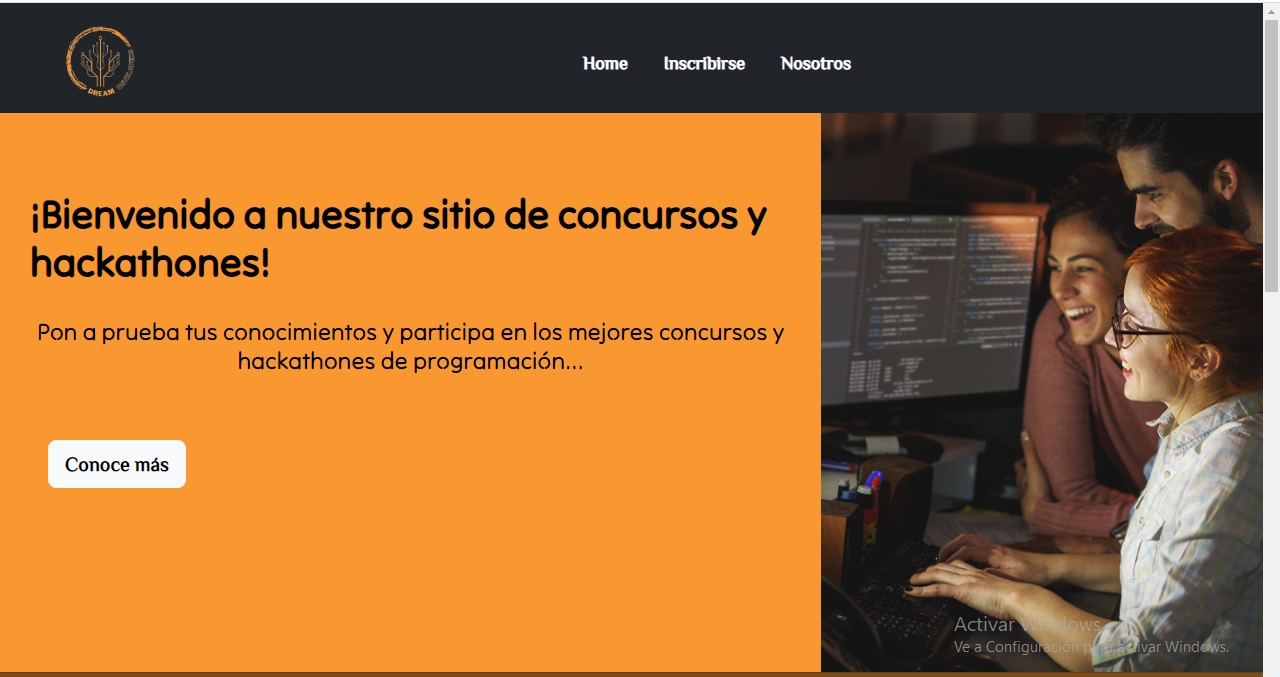 DREAM
Home Inscribirse Nosotros
¡Bienvenido a nuestro sitio de concursos y
hackathones!
Pon a prueba tus conocimientos y participa en los mejores concursos y
hackathones de programación...
Conoce más
Activar Windows
Ve a Configuración para activar Windows.